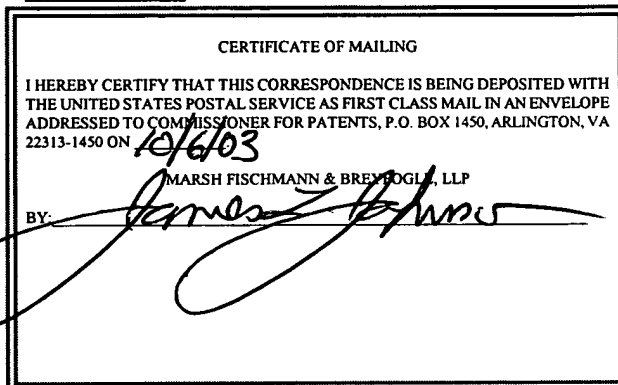 CERTIFICATE OF MAILING
I HEREBY CERTIFY THAT THIS CORRESPONDENCE IS BEING DEPOSITED WITH
THE UNITED STATES POSTAL SERVICE AS FIRST CLASS MAIL IN AN ENVELOPE
ADDRESSED TO COMMISSIONER FOR PATENTS, P.O. BOX 1450, ARLINGTON, VA
22313-1450 ON 10/6/03
MARSH FISCHMANN & BREYFOGLE, LLP
BY: James L Johnson